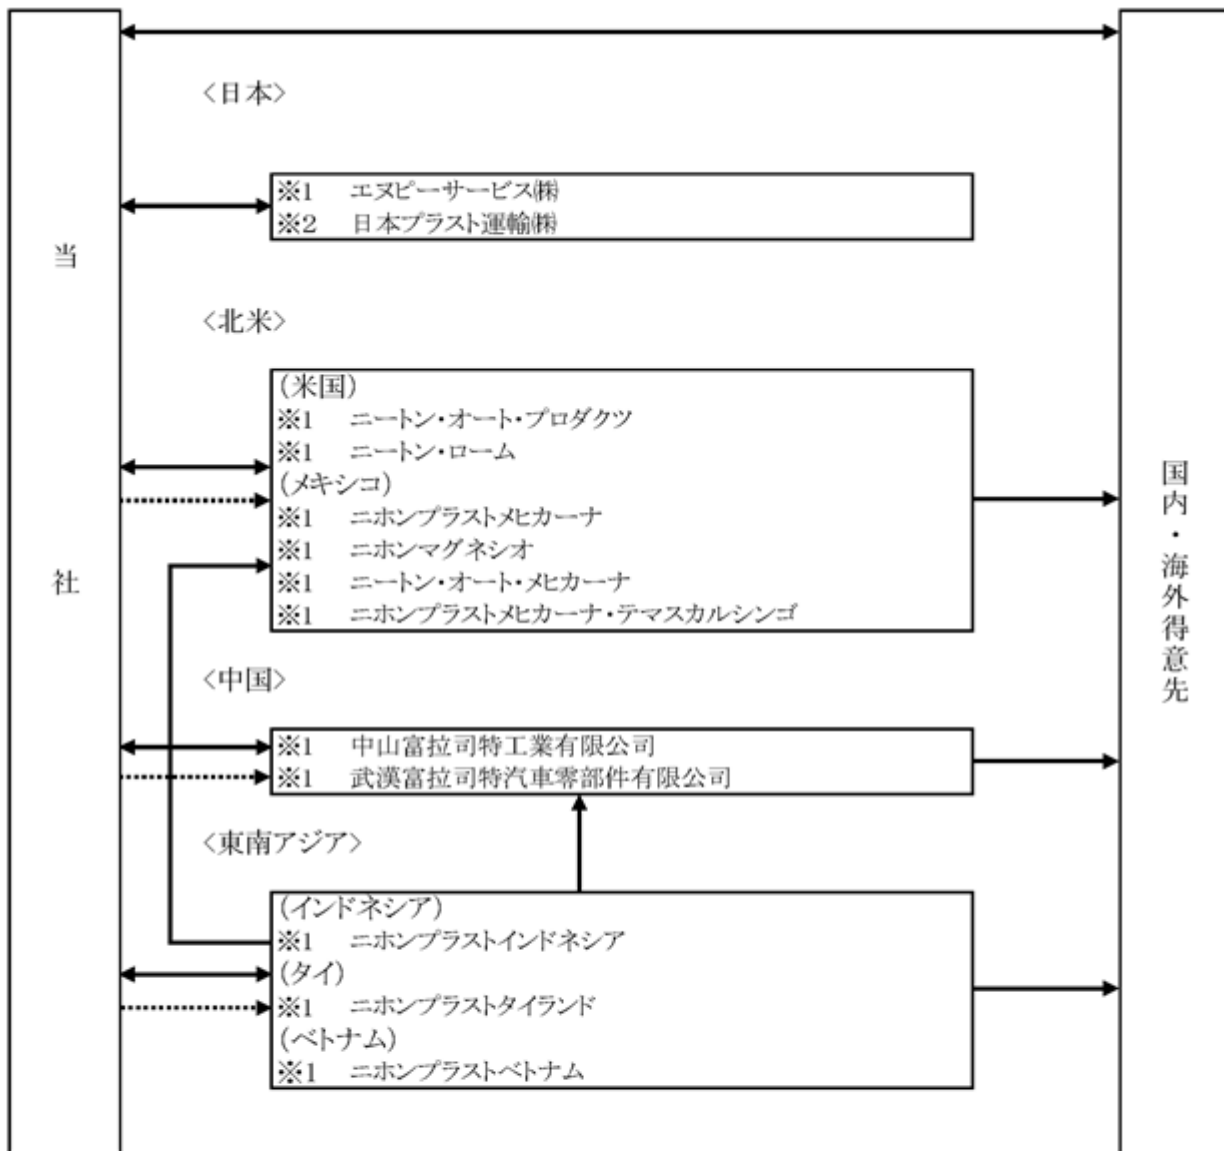 当社
<日本>
※1 エヌピーサービス㈱
※2 日本プラスト運輸㈱
<北米>
(米国)
※1 ニートン・オート・プロダクツ
※1 ニートン・ローム
(メキシコ)
※1 ニホンプラストメヒカーナ
※1 ニホンマグネシオ
※1 ニートン・オート・メヒカーナ
※1 ニホンプラストメヒカーナ・テマスカルシンゴ
<中国>
※1 中山富拉司特工業有限公司
※1 武漢富拉司特汽車零部件有限公司
<東南アジア>
(インドネシア)
※1 ニホンプラストインドネシア
(タイ)
※1 ニホンプラストタイランド
(ベトナム)
※1 ニホンプラストベトナム
国内・海外得意先